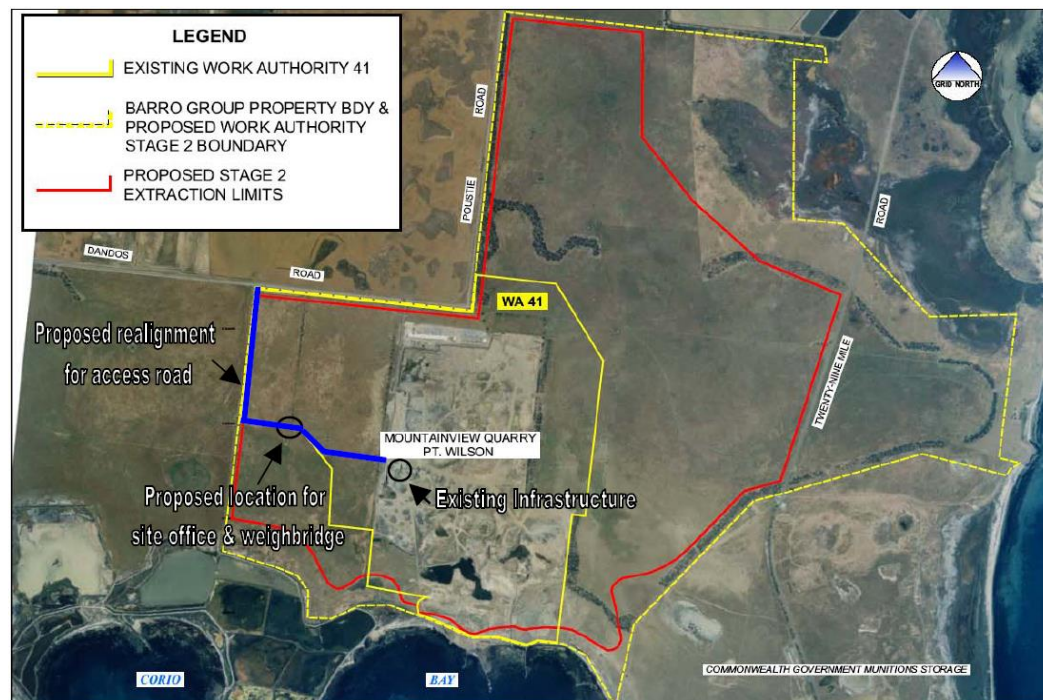 LEGEND
EXISTING WORK AUTHORITY 41
BARRO GROUP PROPERTY BDY &
PROPOSED WORK AUTHORITY
STAGE 2 BOUNDARY
PROPOSED STAGE 2
EXTRACTION LIMITS
GRID NORTH
POUSTIE
ROAD
DANDOS
ROAD
WA 41
TWENTY-NINE MILE
ROAD
Proposed realignment
for access road
MOUNTAINVIEW QUARRY
PT. WILSON
Proposed location for
site office & weighbridge
Existing Infrastructure
COMMONWEALTH GOVERNMENT MUNITIONS STORAGE
CORIO
BAY